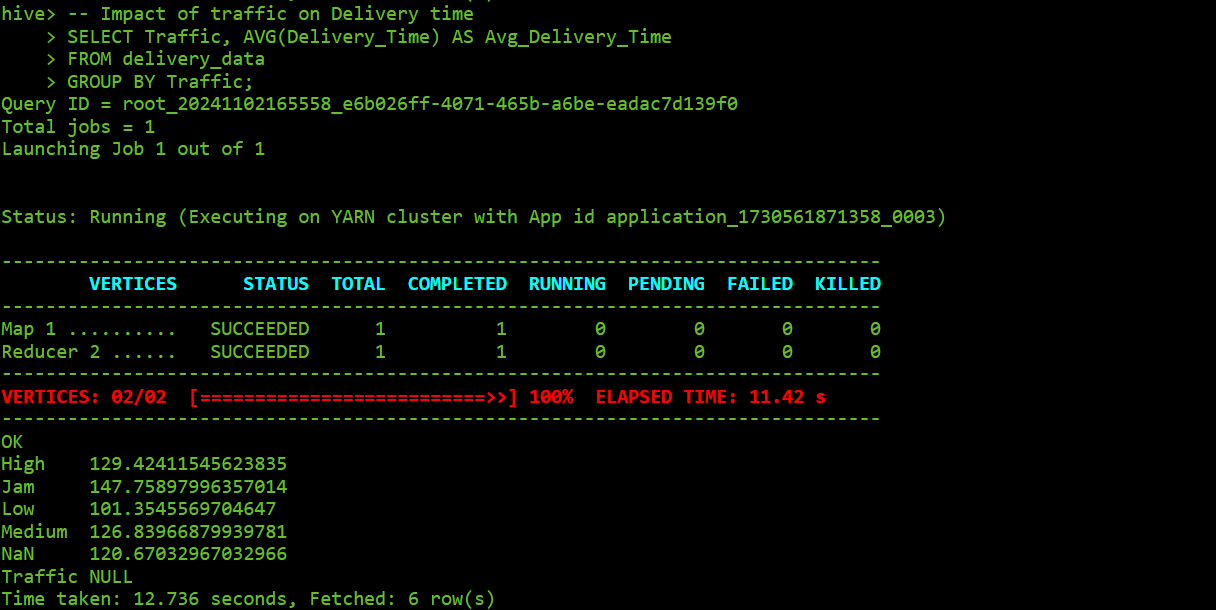 hive> -- Impact of traffic on Delivery time
    > SELECT Traffic, AVG(Delivery_Time) AS Avg_Delivery_Time
    > FROM delivery_data
    > GROUP BY Traffic;
Query ID = root_20241102165558_e6b026ff-4071-465b-a6be-eadac7d139f0
Total jobs = 1
Launching Job 1 out of 1
Status: Running (Executing on YARN cluster with App id application_1730561871358_0003)
--------------------------------------------------------------------------------
        VERTICES      STATUS  TOTAL  COMPLETED  RUNNING  PENDING  FAILED  KILLED
--------------------------------------------------------------------------------
Map 1 ..........   SUCCEEDED      1          1        0        0       0       0
Reducer 2 ......   SUCCEEDED      1          1        0        0       0       0
--------------------------------------------------------------------------------
VERTICES: 02/02  [==========================>>] 100%  ELAPSED TIME: 11.42 s
--------------------------------------------------------------------------------
OK
High    129.42411545623835
Jam     147.75897996357014
Low     101.3545569704647
Medium  126.83966879939781
NaN     120.67032967032966
Traffic NULL
Time taken: 12.736 seconds, Fetched: 6 row(s)